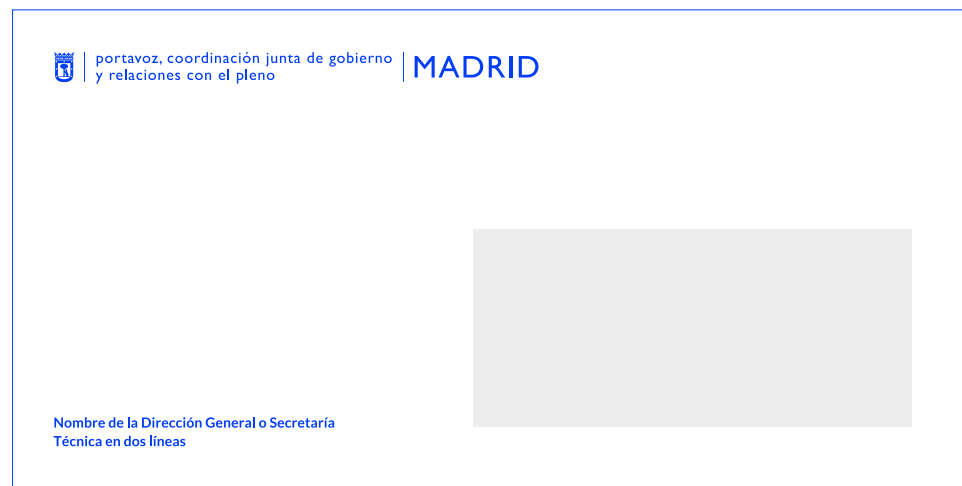 portavoz, coordinación junta de gobierno
y relaciones con el pleno
MADRID
Nombre de la Dirección General o Secretaría
Técnica en dos líneas